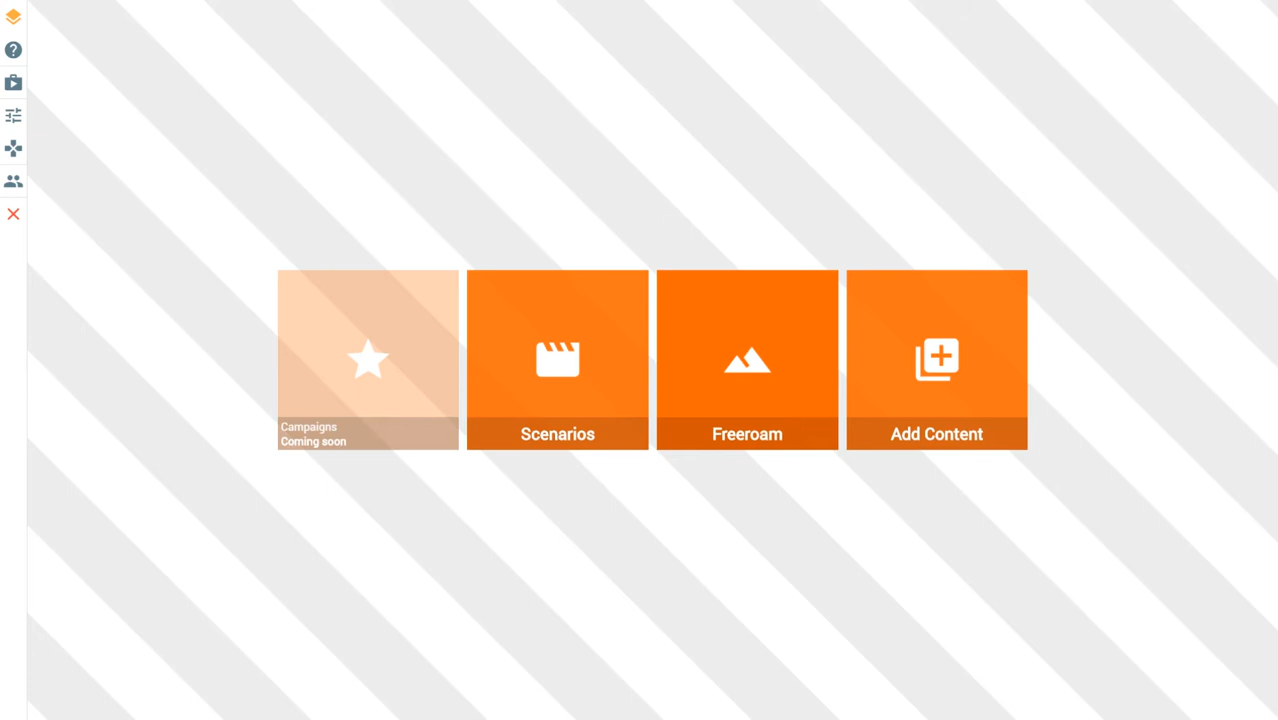 Campaigns
Coming soon
Scenarios
Freeroam
Add Content